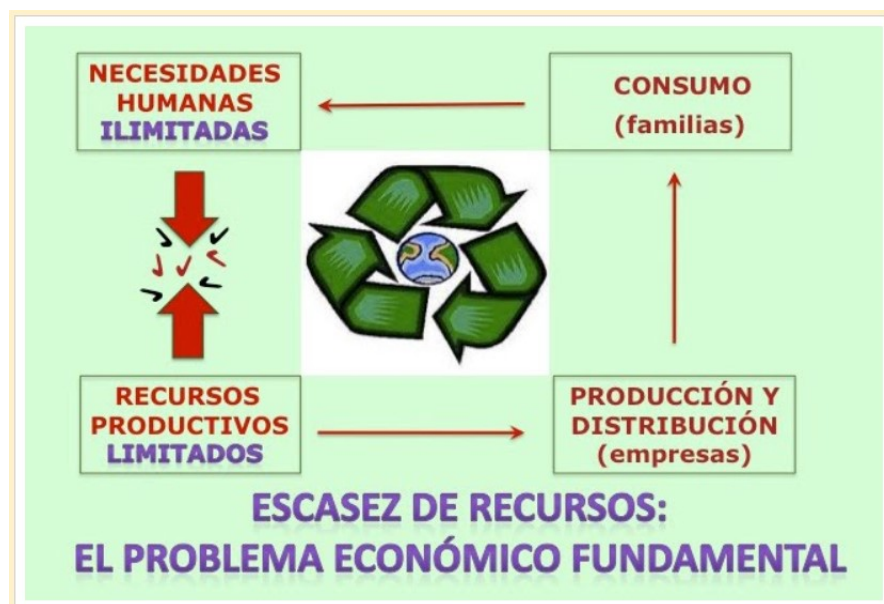 NECESIDADES
HUMANAS
ILIMITADAS
CONSUMO
(familias)
RECURSOS
PRODUCTIVOS
LIMITADOS
PRODUCCIÓN Y
DISTRIBUCIÓN
(empresas)
ESCASEZ DE RECURSOS:
EL PROBLEMA ECONÓMICO FUNDAMENTAL